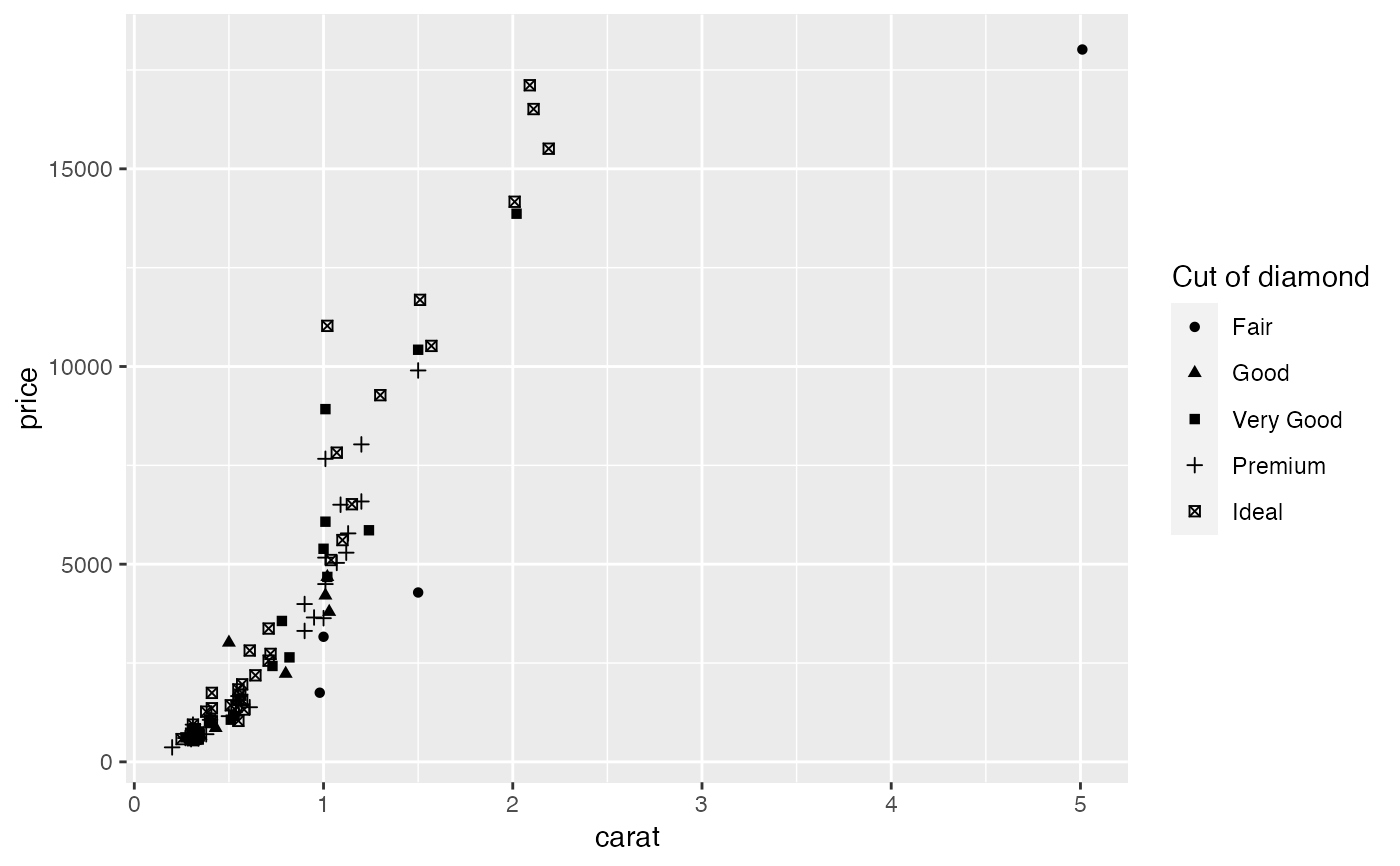 15000
10000
5000
0
price
0 1 2 3 4 5
carat
Cut of diamond
Fair
Good
Very Good
Premium
Ideal